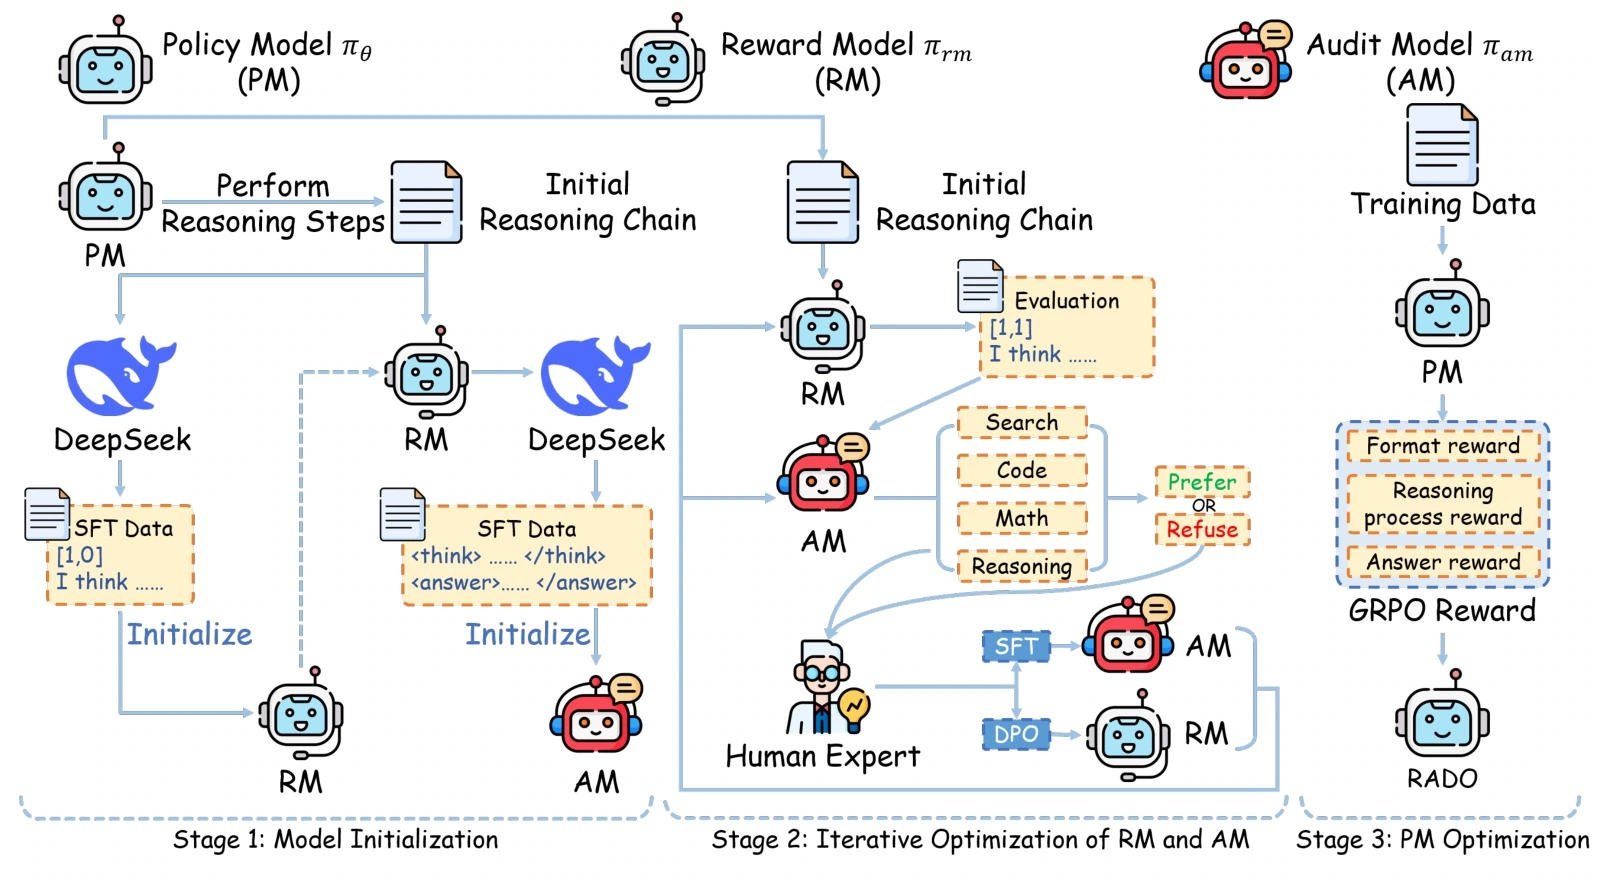 Policy Model πθ
(PM)
Reward Model πrm
(RM)
Audit Model πam
(AM)
PM
Perform
Reasoning Steps
Initial
Reasoning Chain
DeepSeek
SFT Data
[1,0]
I think ......
Initialize
RM
RM
DeepSeek
SFT Data
<think> ...... </think>
<answer>...... </answer>
Initialize
AM
Stage 1: Model Initialization
Initial
Reasoning Chain
RM
Evaluation
[1,1]
I think ......
AM
Search
Code
Math
Reasoning
Prefer
OR
Refuse
Human Expert
SFT
AM
DPO
RM
Stage 2: Iterative Optimization of RM and AM
Training Data
PM
Format reward
Reasoning
process reward
Answer reward
GRPO Reward
RADO
Stage 3: PM Optimization